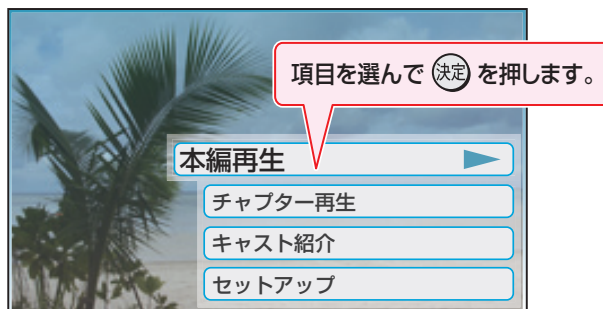 項目を選んで 決定 を押します。
本編再生
チャプター再生
キャスト紹介
セットアップ